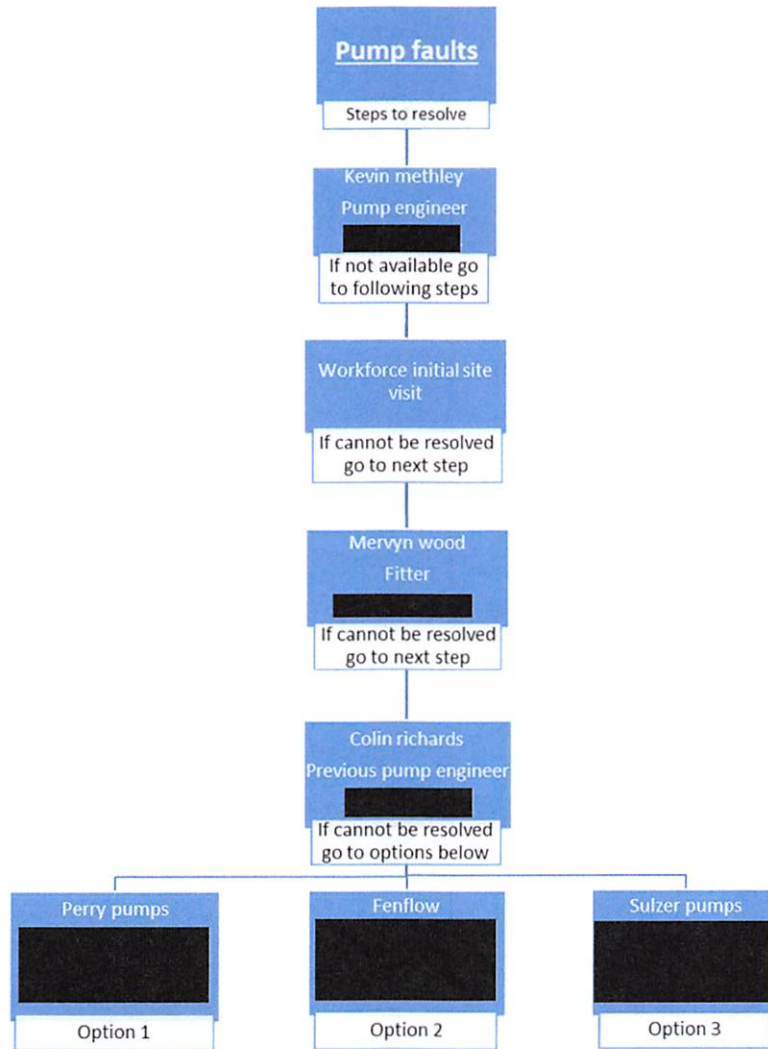 Pump faults
Steps to resolve
Kevin methley
Pump engineer
If not available go
to following steps
Workforce initial site
visit
If cannot be resolved
go to next step
Mervyn wood
Fitter
If cannot be resolved
go to next step
Colin richards
Previous pump engineer
If cannot be resolved
go to options below
Perry pumps
Fenflow
Sulzer pumps
Option 1
Option 2
Option 3